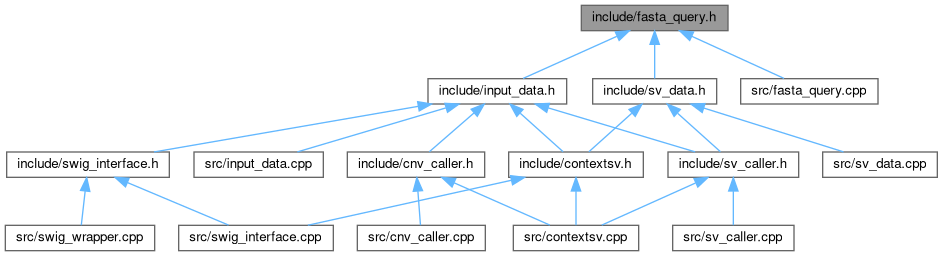 include/fasta_query.h
include/input_data.h
include/sv_data.h
src/fasta_query.cpp
include/swig_interface.h
src/input_data.cpp
include/cnv_caller.h
include/contextsv.h
include/sv_caller.h
src/sv_data.cpp
src/swig_wrapper.cpp
src/swig_interface.cpp
src/cnv_caller.cpp
src/contextsv.cpp
src/sv_caller.cpp